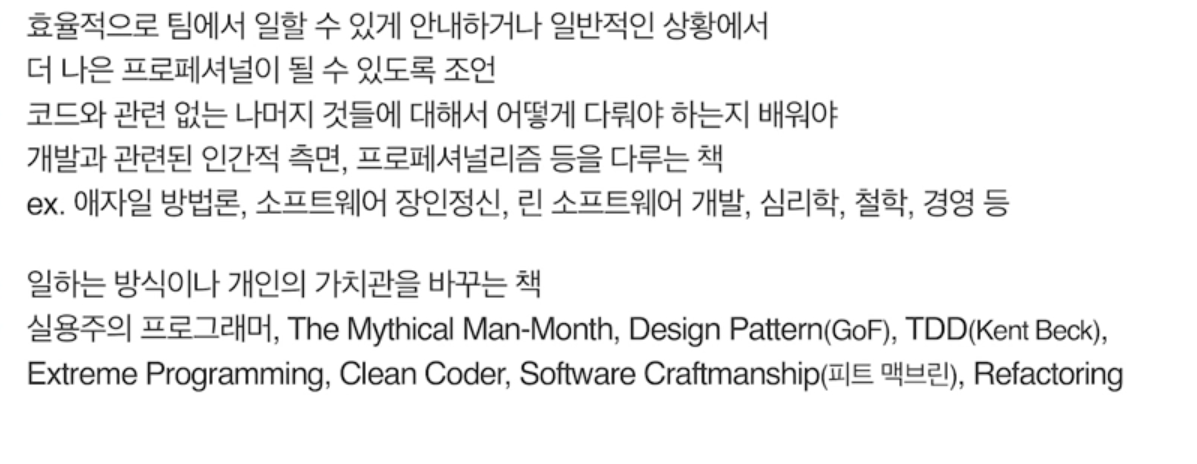 효율적으로 팀에서 일할 수 있게 안내하거나 일반적인 상황에서
더 나은 프로페셔널이 될 수 있도록 조언
코드와 관련 없는 나머지 것들에 대해서 어떻게 다뤄야 하는지 배워야
개발과 관련된 인간적 측면, 프로페셔널리즘 등을 다루는 책
ex. 애자일 방법론, 소프트웨어 장인정신, 린 소프트웨어 개발, 심리학, 철학, 경영 등
일하는 방식이나 개인의 가치관을 바꾸는 책
실용주의 프로그래머, The Mythical Man-Month, Design Pattern(GoF), TDD(Kent Beck),
Extreme Programming, Clean Coder, Software Craftmanship(피트 맥브린), Refactoring